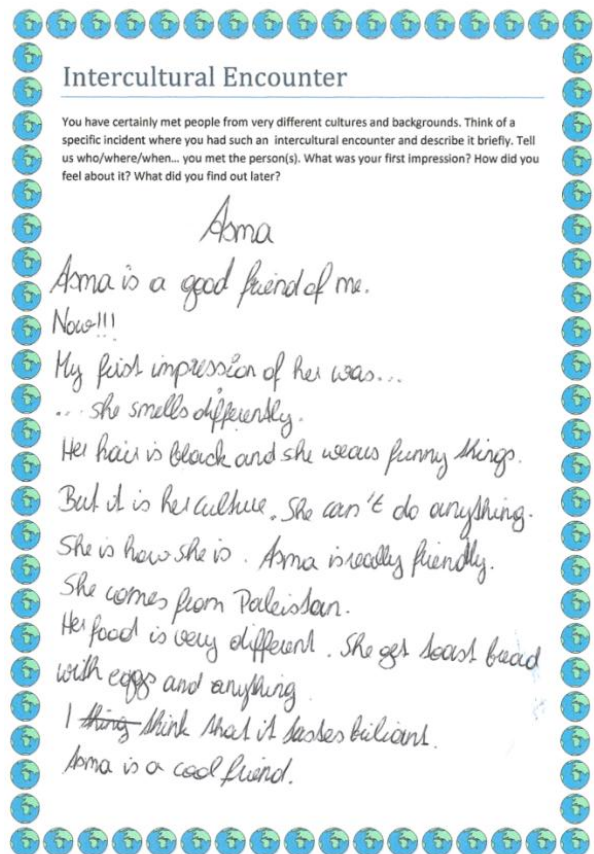 Intercultural Encounter
You have certainly met people from very different cultures and backgrounds. Think of a
specific incident where you had such an intercultural encounter and describe it briefly. Tell
us who/where/when... you met the person(s). What was your first impression? How did you
feel about it? What did you find out later?
Asma
Asma is a good friend of me.
Now!!!
My first impression of her was...
... she smells differently.
Her hair is black and she wears funny things.
But it is her culture. She can't do anything.
She is how she is. Asma is really friendly.
She comes from Pakistan.
Her food is very different. She get toast bread
with eggs and anything.
I thing think that it tastes biliant.
Asma is a cool friend.